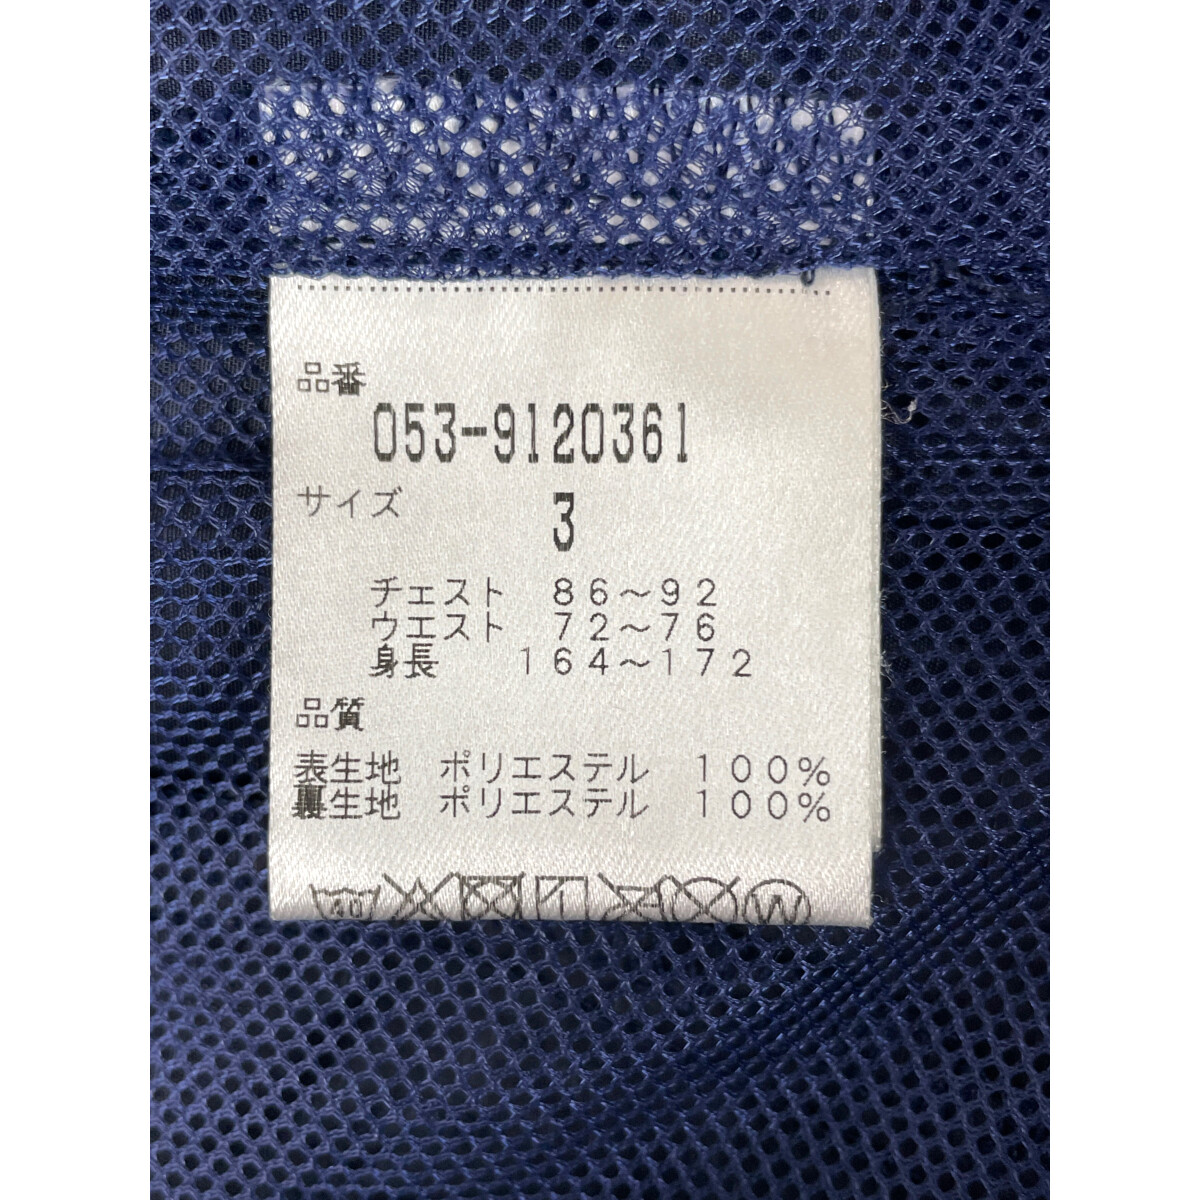 品番
053-9120361
サイズ 3
チェスト 86～92
ウエスト 72～76
身長 164～172
品質
表生地 ポリエステル 100%
裏生地 ポリエステル 100%
40 W